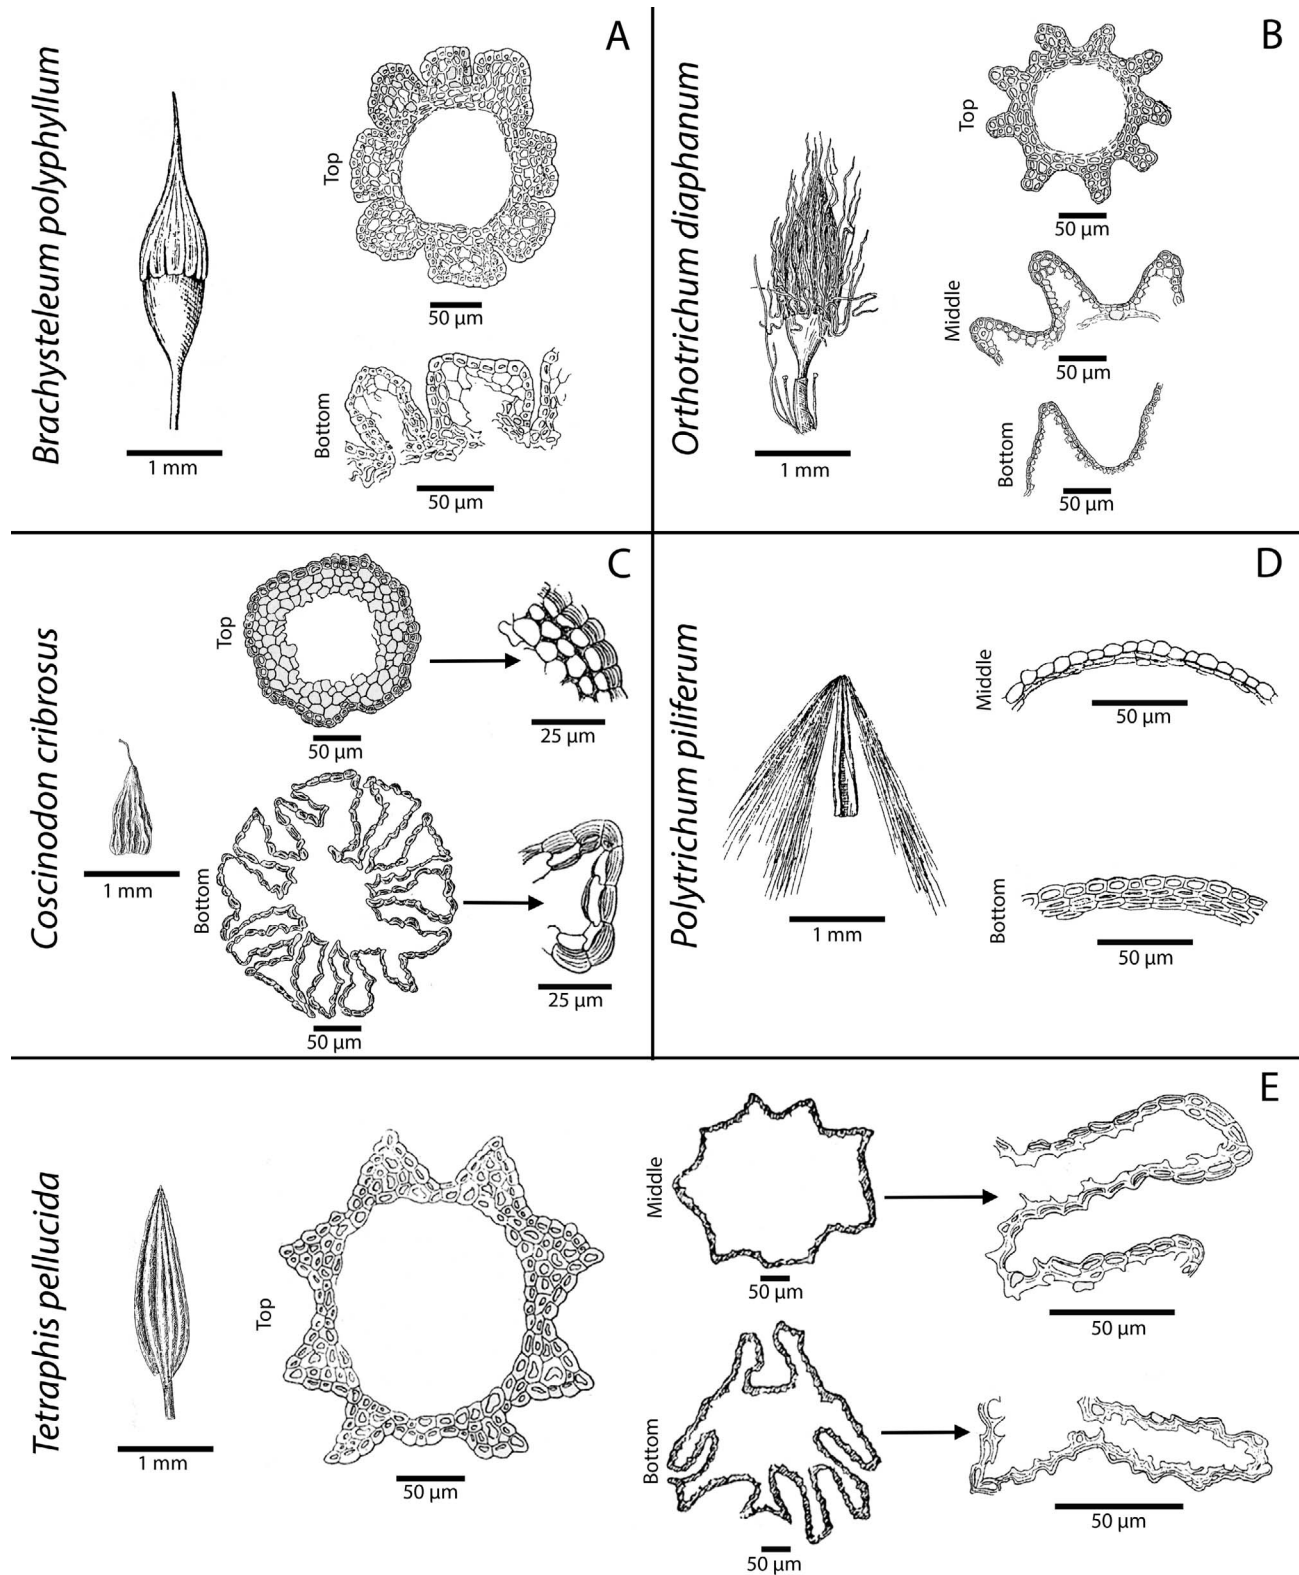 A
Brachysteleum polyphyllum
1 mm
Top
50 µm
Bottom
50 µm
B
Orthotrichum diaphanum
1 mm
Top
50 µm
Middle
50 µm
Bottom
50 µm
C
Coscinodon cribrosus
1 mm
Top
50 µm
25 µm
Bottom
50 µm
25 µm
D
Polytrichum piliferum
1 mm
Middle
50 µm
Bottom
50 µm
E
Tetraphis pellucida
1 mm
Top
50 µm
Middle
50 µm
50 µm
Bottom
50 µm
50 µm